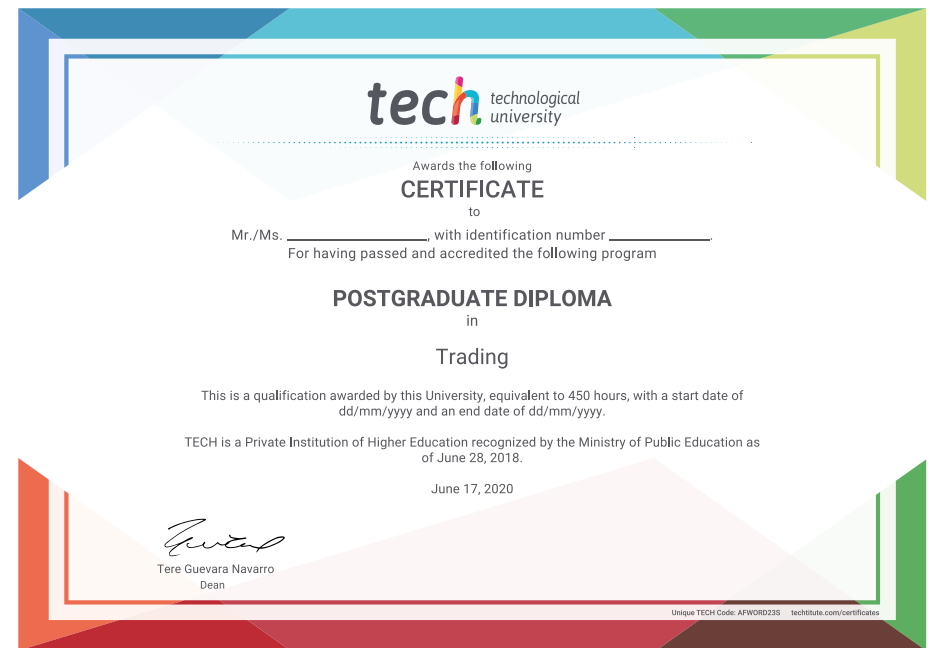 tech technological
university
Awards the following
CERTIFICATE
to
Mr./Ms. ____________, with identification number _________.
For having passed and accredited the following program
POSTGRADUATE DIPLOMA
in
Trading
This is a qualification awarded by this University, equivalent to 450 hours, with a start date of
dd/mm/yyyy and an end date of dd/mm/yyyy.
TECH is a Private Institution of Higher Education recognized by the Ministry of Public Education as
of June 28, 2018.
June 17, 2020
Tere Guevara Navarro
Dean
Unique TECH Code: AFWORD23S techtitute.com/certificates